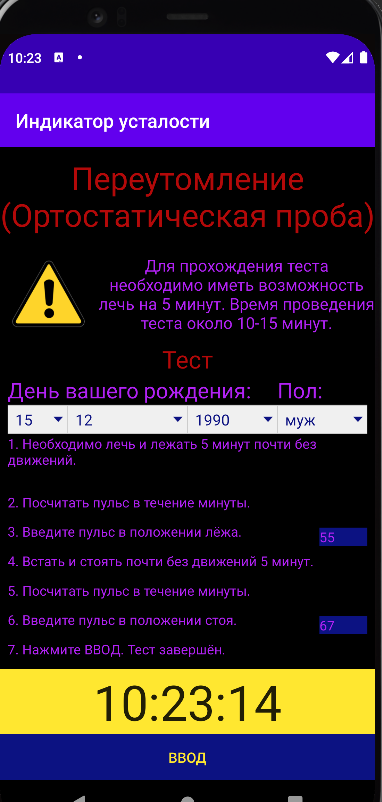 10:23 A
Индикатор усталости
Переутомление
(Ортостатическая проба)
Для прохождения теста
необходимо иметь возможность
лечь на 5 минут. Время проведения
теста около 10-15 минут.
Тест
День вашего рождения: Пол:
15 12 1990 муж
1. Необходимо лечь и лежать 5 минут почти без
движений.
2. Посчитать пульс в течение минуты.
3. Введите пульс в положении лёжа. 55
4. Встать и стоять почти без движений 5 минут.
5. Посчитать пульс в течение минуты.
6. Введите пульс в положении стоя. 67
7. Нажмите ВВОД. Тест завершён.
10:23:14
ВВОД